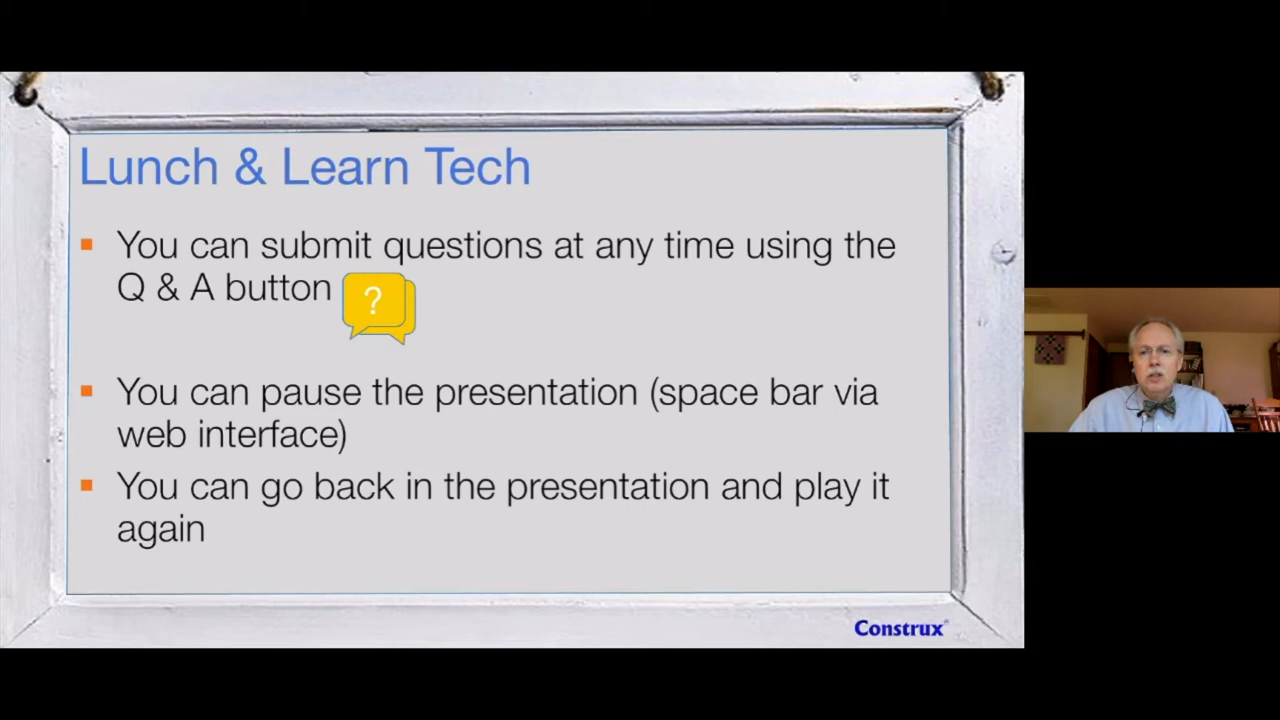 Lunch & Learn Tech
You can submit questions at any time using the
Q & A button
?
You can pause the presentation (space bar via
web interface)
You can go back in the presentation and play it
again
Construx